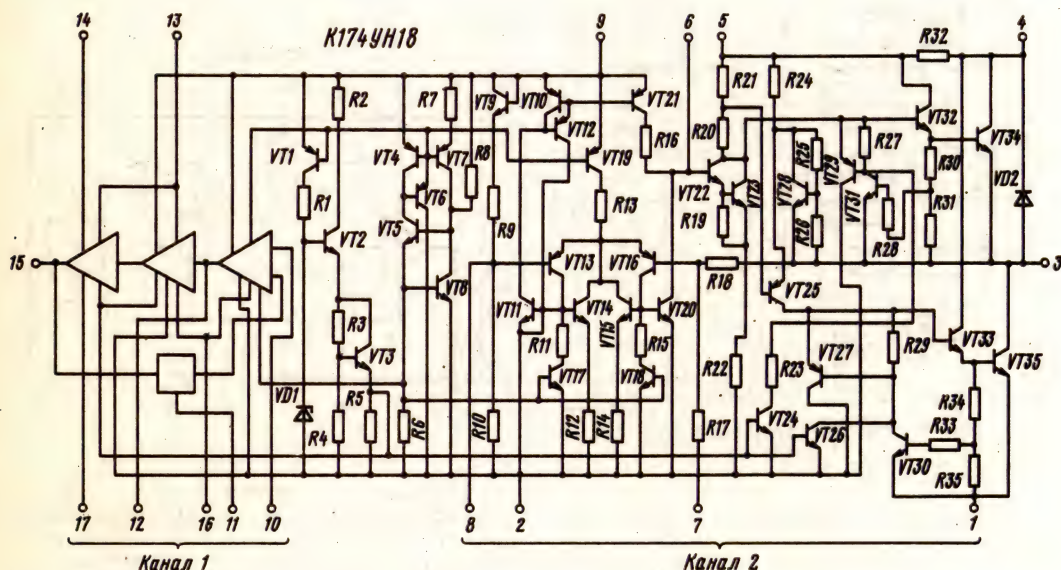 14 13 К174УН18 9 6 5 4
R32
R2 R7 VT9 VT10 VT21 R21 R24
VT12 R16 VT32 R27 VT34
VT1 VT4 VT7 R8 VT19 R20 R25 VT29 R30
VT6 VT22 VT23 VT28 VT31 VD2
R1 R13 R31
VT5 R9 R19 R26 R28
15 VT2 VT13 VT16 R18 3
VT8 VT11 VT14 VT15 VT20 VT25
R3 R11 R15 R29 VT33
VT3 VT17 VT18 R22 R23 VT27 VT35
VD1 R5 R34
R4 R6 R10 R12 R14 R17 VT24 VT26 R33
VT30 R35
17 12 16 11 10 8 2 7 1
Канал 1 Канал 2